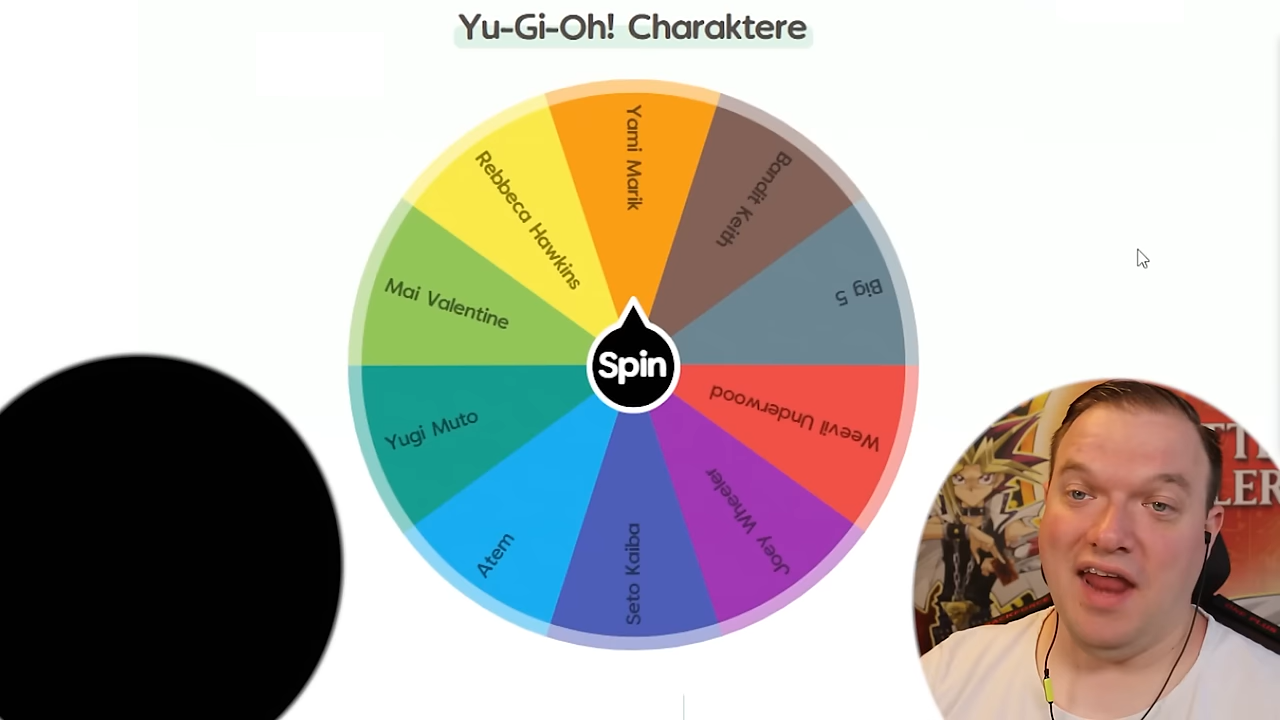 Yu-Gi-Oh! Charaktere
Yami Marik
Bandit Keith
Big 5
Weevil Underwood
Joey Wheeler
Seto Kaiba
Atem
Yugi Muto
Mai Valentine
Rebbeca Hawkins
Spin